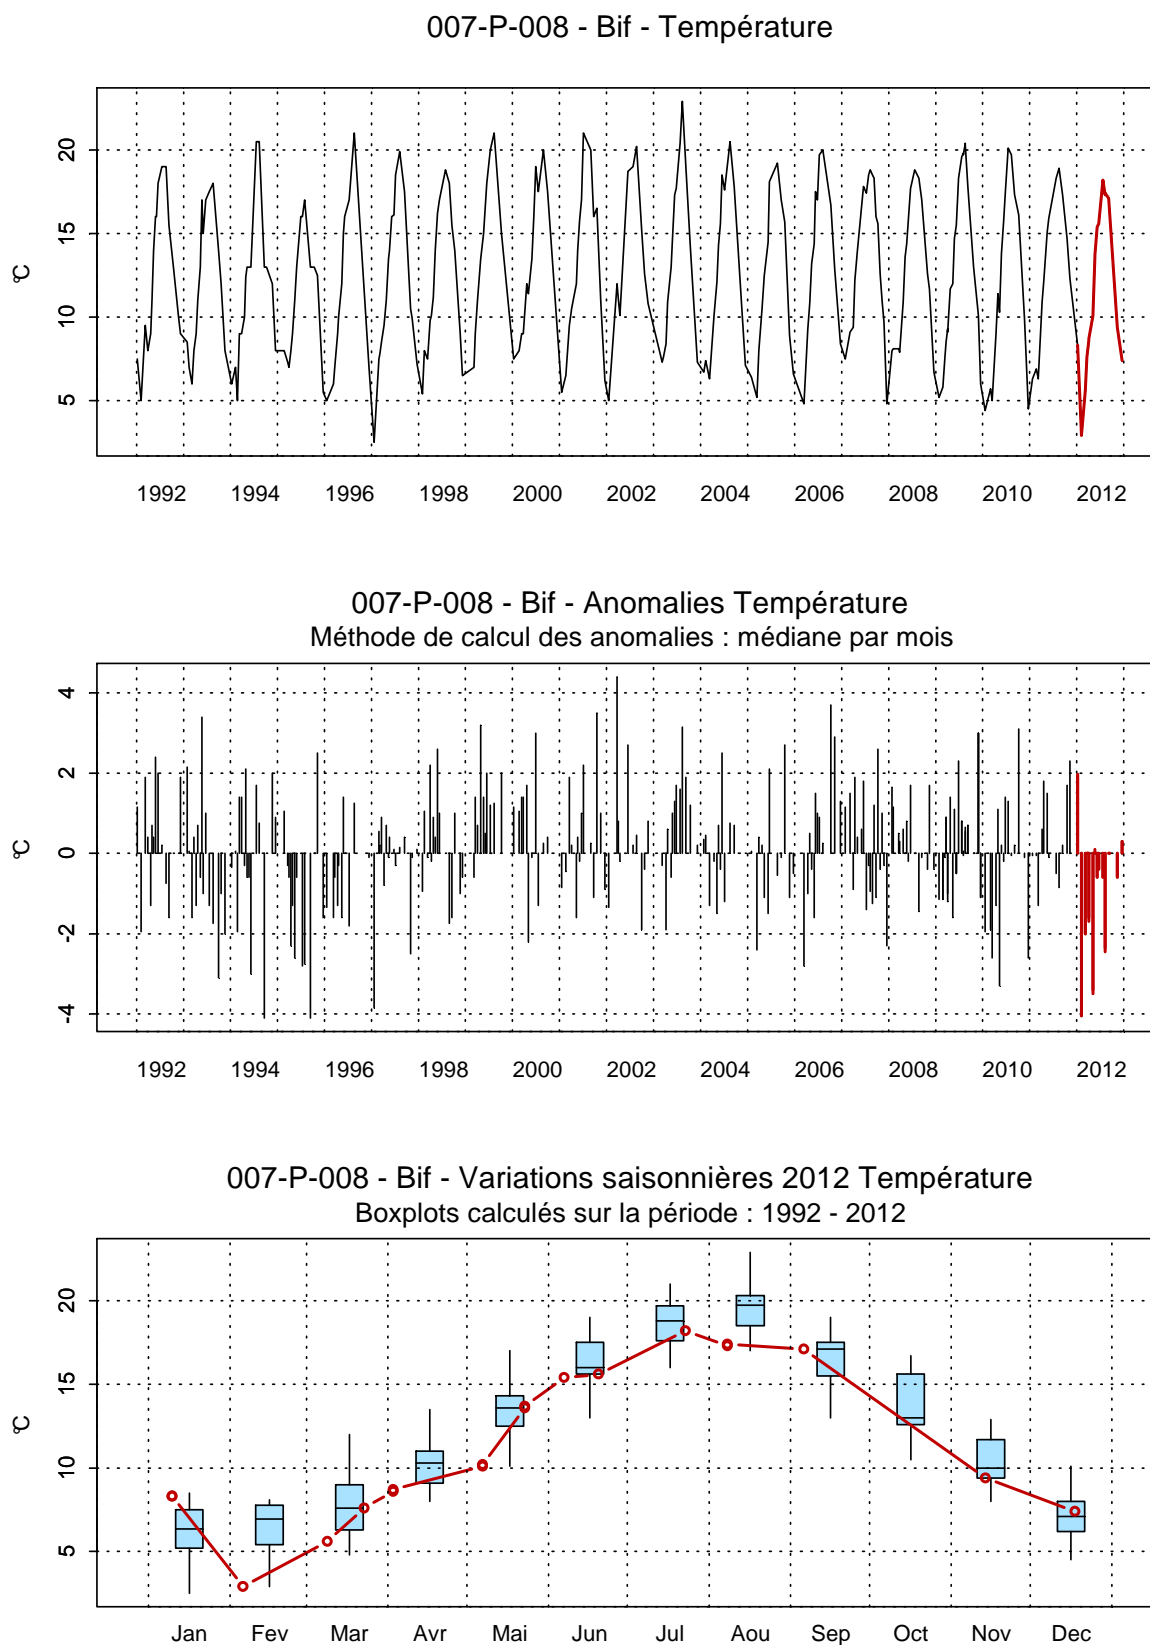 007-P-008 - Bif - Température
°C
20
15
10
5
1992 1994 1996 1998 2000 2002 2004 2006 2008 2010 2012
007-P-008 - Bif - Anomalies Température
Méthode de calcul des anomalies : médiane par mois
°C
4
2
0
-2
-4
1992 1994 1996 1998 2000 2002 2004 2006 2008 2010 2012
007-P-008 - Bif - Variations saisonnières 2012 Température
Boxplots calculés sur la période : 1992 - 2012
°C
20
15
10
5
Jan Fev Mar Avr Mai Jun Jul Aou Sep Oct Nov Dec